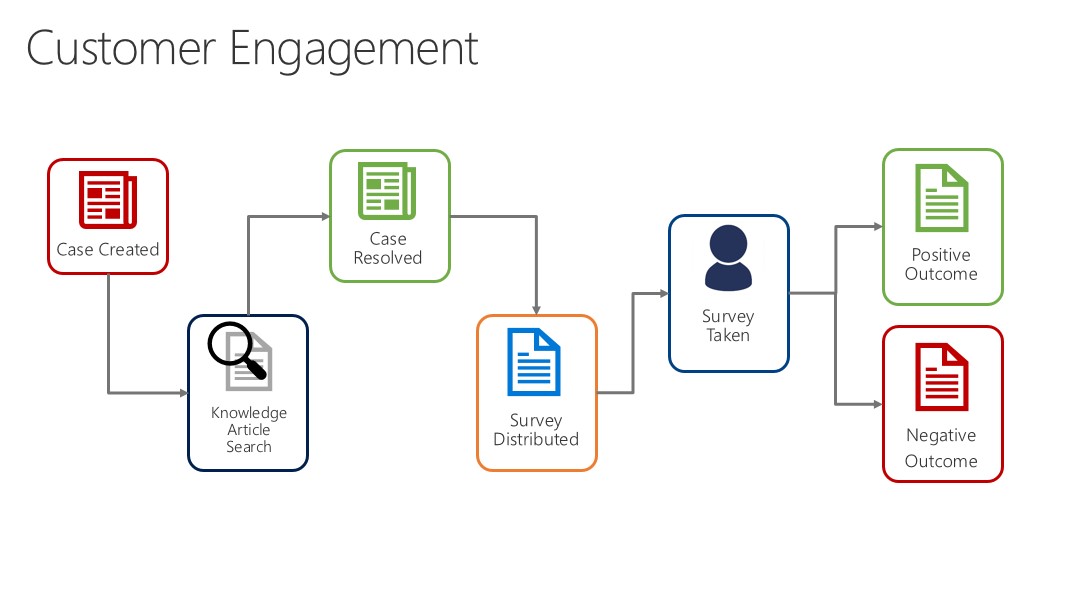 Customer Engagement
Case Created
Knowledge
Article
Search
Case
Resolved
Survey
Distributed
Survey
Taken
Positive
Outcome
Negative
Outcome